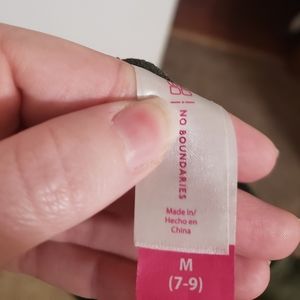 NO BOUNDARIES
Made in/
Hecho en
China
M
(7-9)